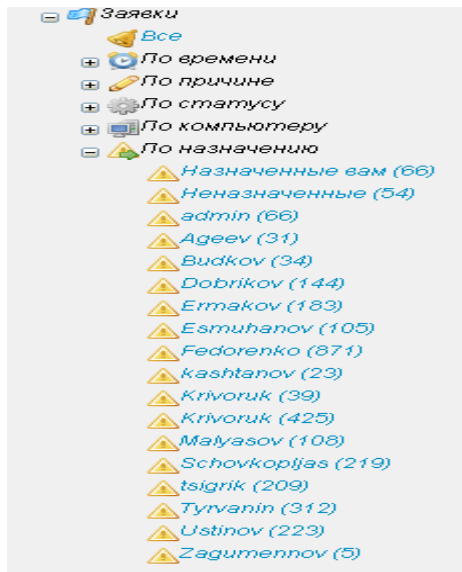 Заявки
Все
По времени
По причине
По статусу
По компьютеру
По назначению
Назначенные вам (66)
Неназначенные (54)
admin (66)
Ageev (31)
Budkov (34)
Dobrikov (144)
Ermakov (183)
Esmuhanov (105)
Fedorenko (871)
kashtanov (23)
Krivoruk (39)
Krivoruk (425)
Malyasov (108)
Schovkopljas (219)
tsigrik (209)
Tyrvanin (312)
Ustinov (223)
Zagumennov (5)